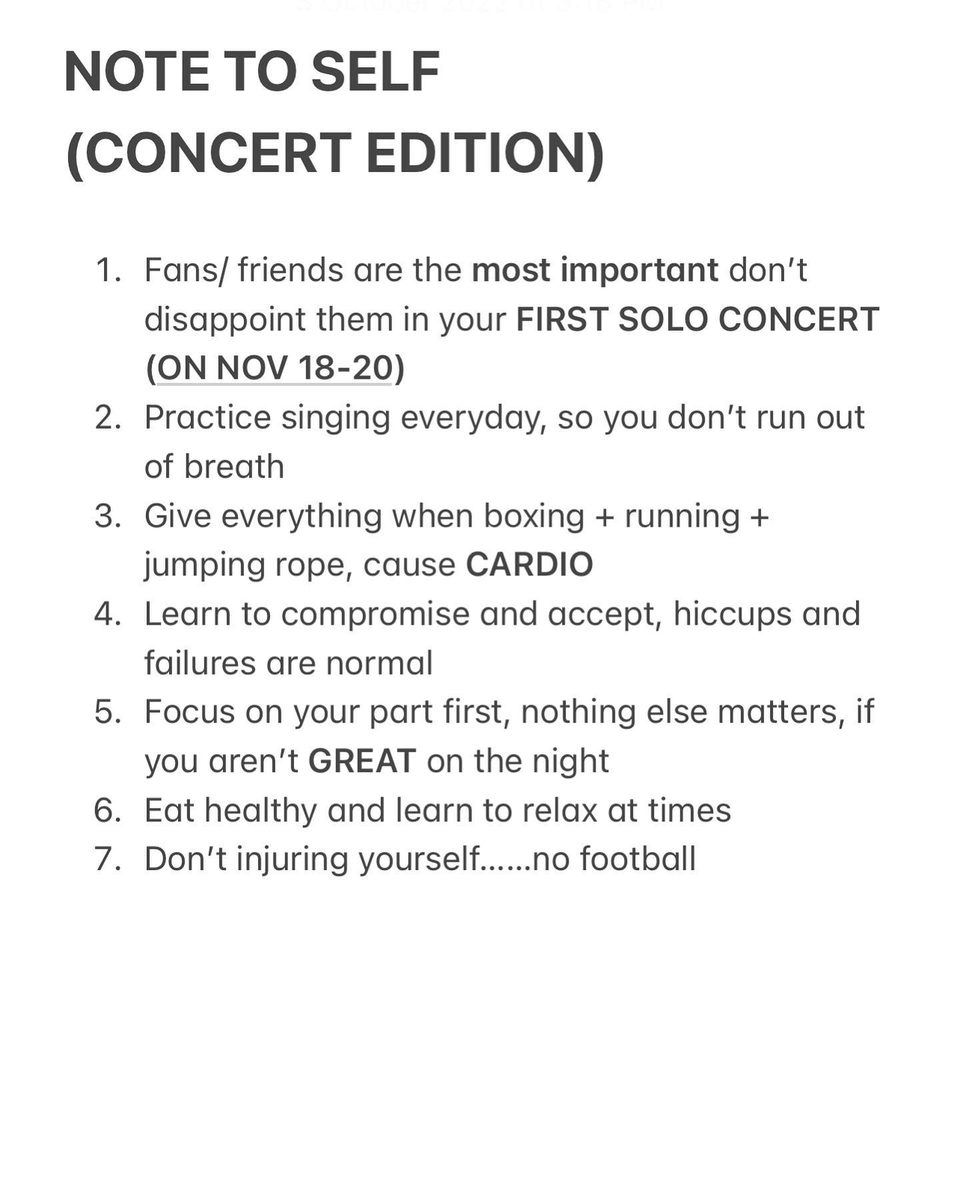 NOTE TO SELF
(CONCERT EDITION)
1. Fans/ friends are the most important don’t
disappoint them in your FIRST SOLO CONCERT
(ON NOV 18-20)
2. Practice singing everyday, so you don’t run out
of breath
3. Give everything when boxing + running +
jumping rope, cause CARDIO
4. Learn to compromise and accept, hiccups and
failures are normal
5. Focus on your part first, nothing else matters, if
you aren’t GREAT on the night
6. Eat healthy and learn to relax at times
7. Don’t injuring yourself......no football